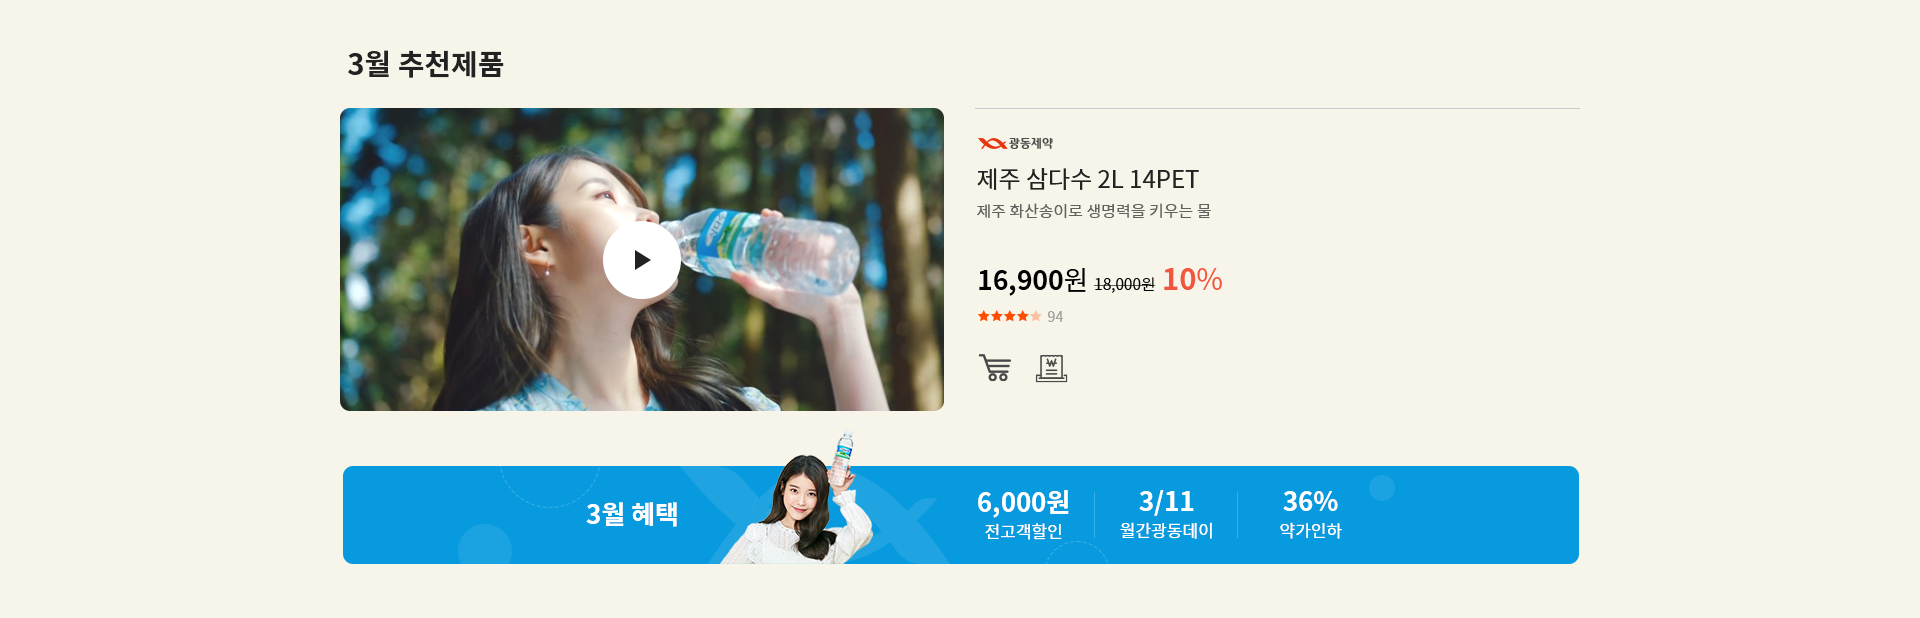 3월 추천제품
광동제약
제주 삼다수 2L 14PET
제주 화산송이로 생명력을 키우는 물
16,900원 18,000원 10%
94
3월 혜택
6,000원
전고객할인
3/11
월간광동데이
36%
약가인하